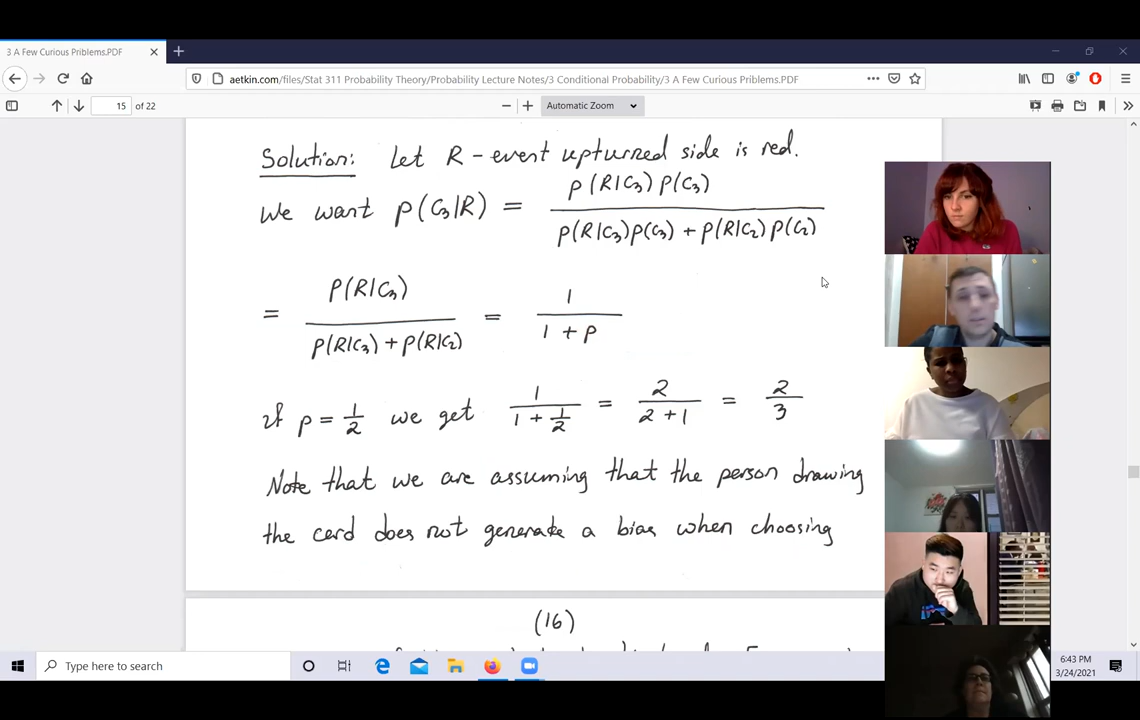 3 A Few Curious Priblems.PDF
aetkin.com/files/Stat 311 Probability Theory/Probability Lecture Notes/3 Conditional Probability/3 A Few Curious Priblems.PDF
15 of 22
Automatic Zoom
Solution: Let R - event upturned side is red.
We want P(C₃|R) = P(R|C₃) P(C₃) / P(R|C₃)P(C₃) + P(R|C₂)P(C₂)
= P(R|C₃) / P(R|C₃) + P(R|C₂) = 1 / 1 + p
If p = 1/2 we get 1 / 1 + 1/2 = 2 / 2 + 1 = 2/3
Note that we are assuming that the person drawing
the card does not generate a bias when choosing
(16)
Type here to search
6:43 PM
3/24/2021